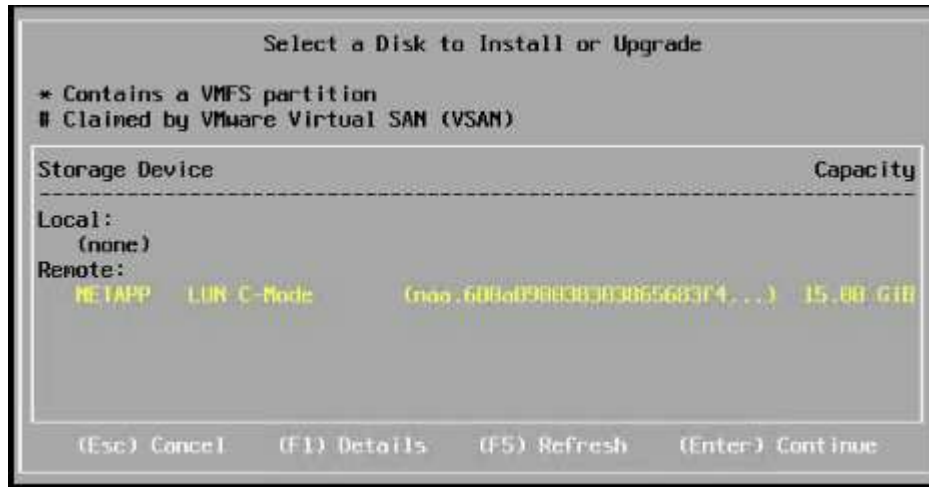 Select a Disk to Install or Upgrade
* Contains a VMFS partition
# Claimed by VMware Virtual SAN (VSAN)
Storage Device Capacity
Local:
(none)
Remote:
NETAPP LUN C-Mode 15.00 GiB
(Esc) Cancel (F1) Details (F5) Refresh (Enter) Continue